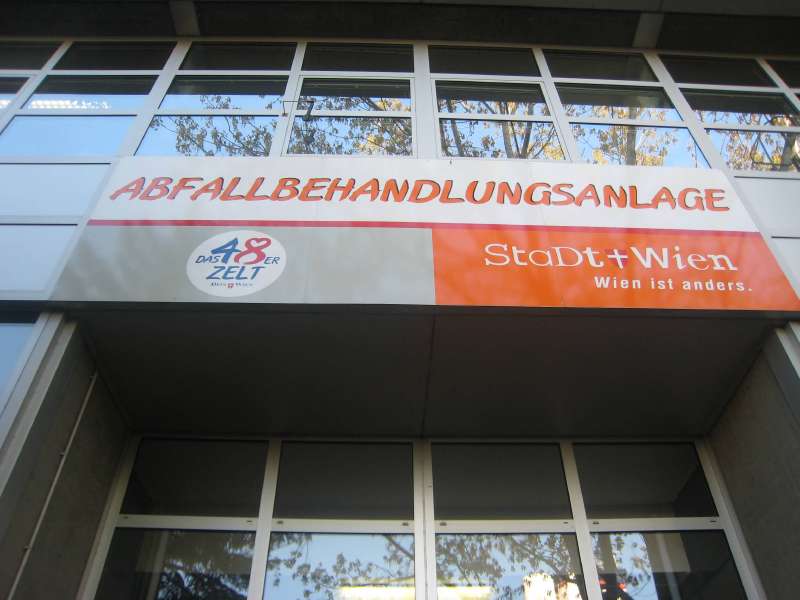 ABFALLBEHANDLUNGSANLAGE
DAS 48ER
ZELT
StaDt Wien
Wien ist anders.